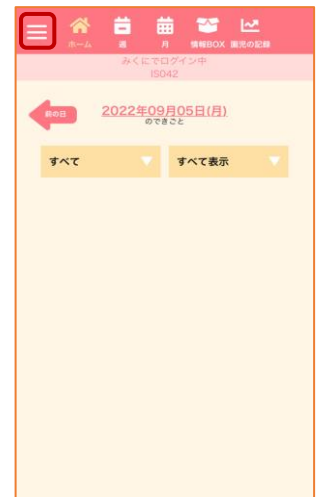 ホーム 週 月 情報BOX 園児の記録
みくにでログイン中
IS042
前の日
2022年09月05日(月)
のできごと
すべて すべて表示